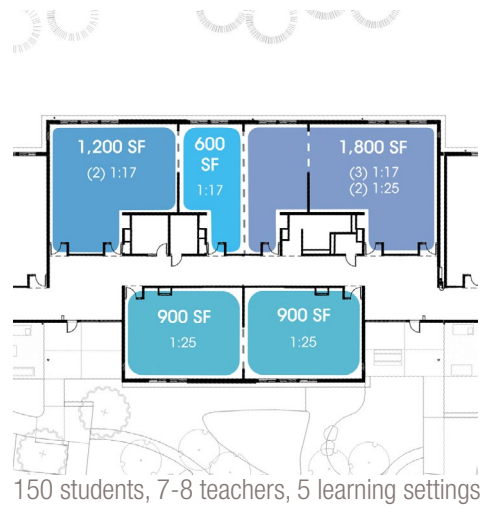 1,200 SF
(2) 1:17
600
SF
1:17
1,800 SF
(3) 1:17
(2) 1:25
900 SF
1:25
900 SF
1:25
150 students, 7-8 teachers, 5 learning settings